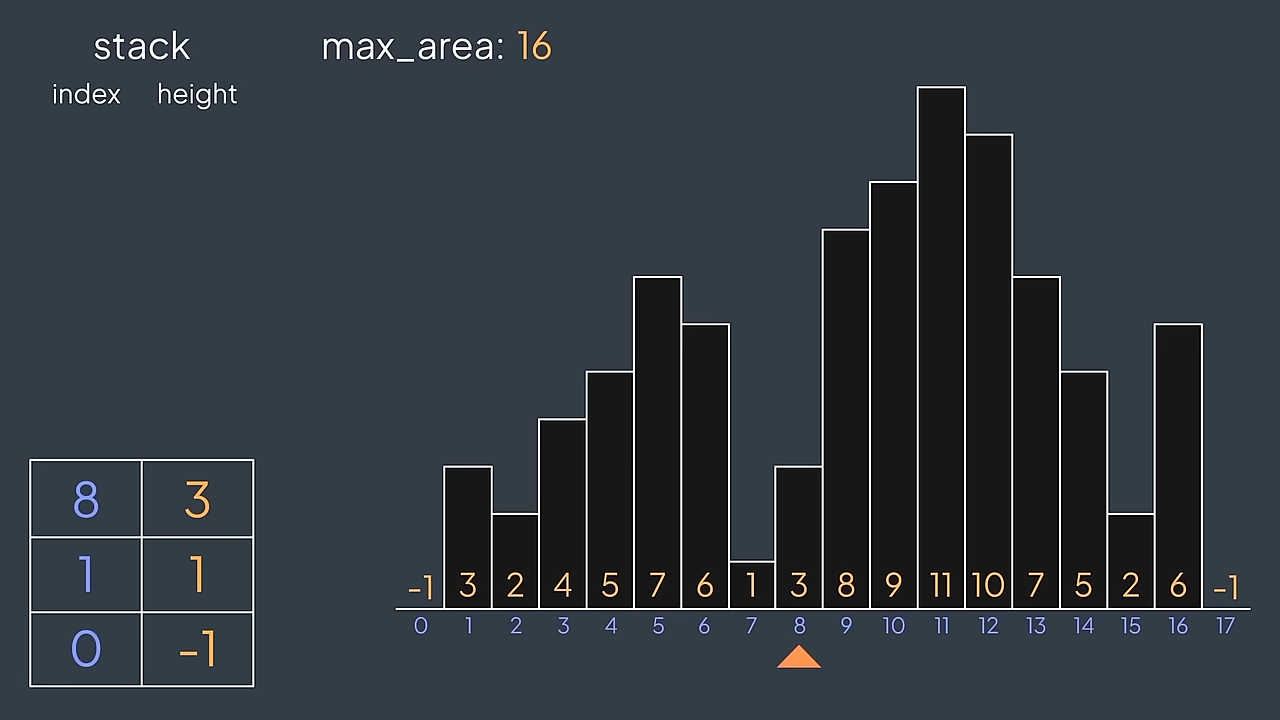 stack max_area: 16
index height
8 3
1 1
0 -1
-1 3 2 4 5 7 6 1 3 8 9 11 10 7 5 2 6 -1
0 1 2 3 4 5 6 7 8 9 10 11 12 13 14 15 16 17